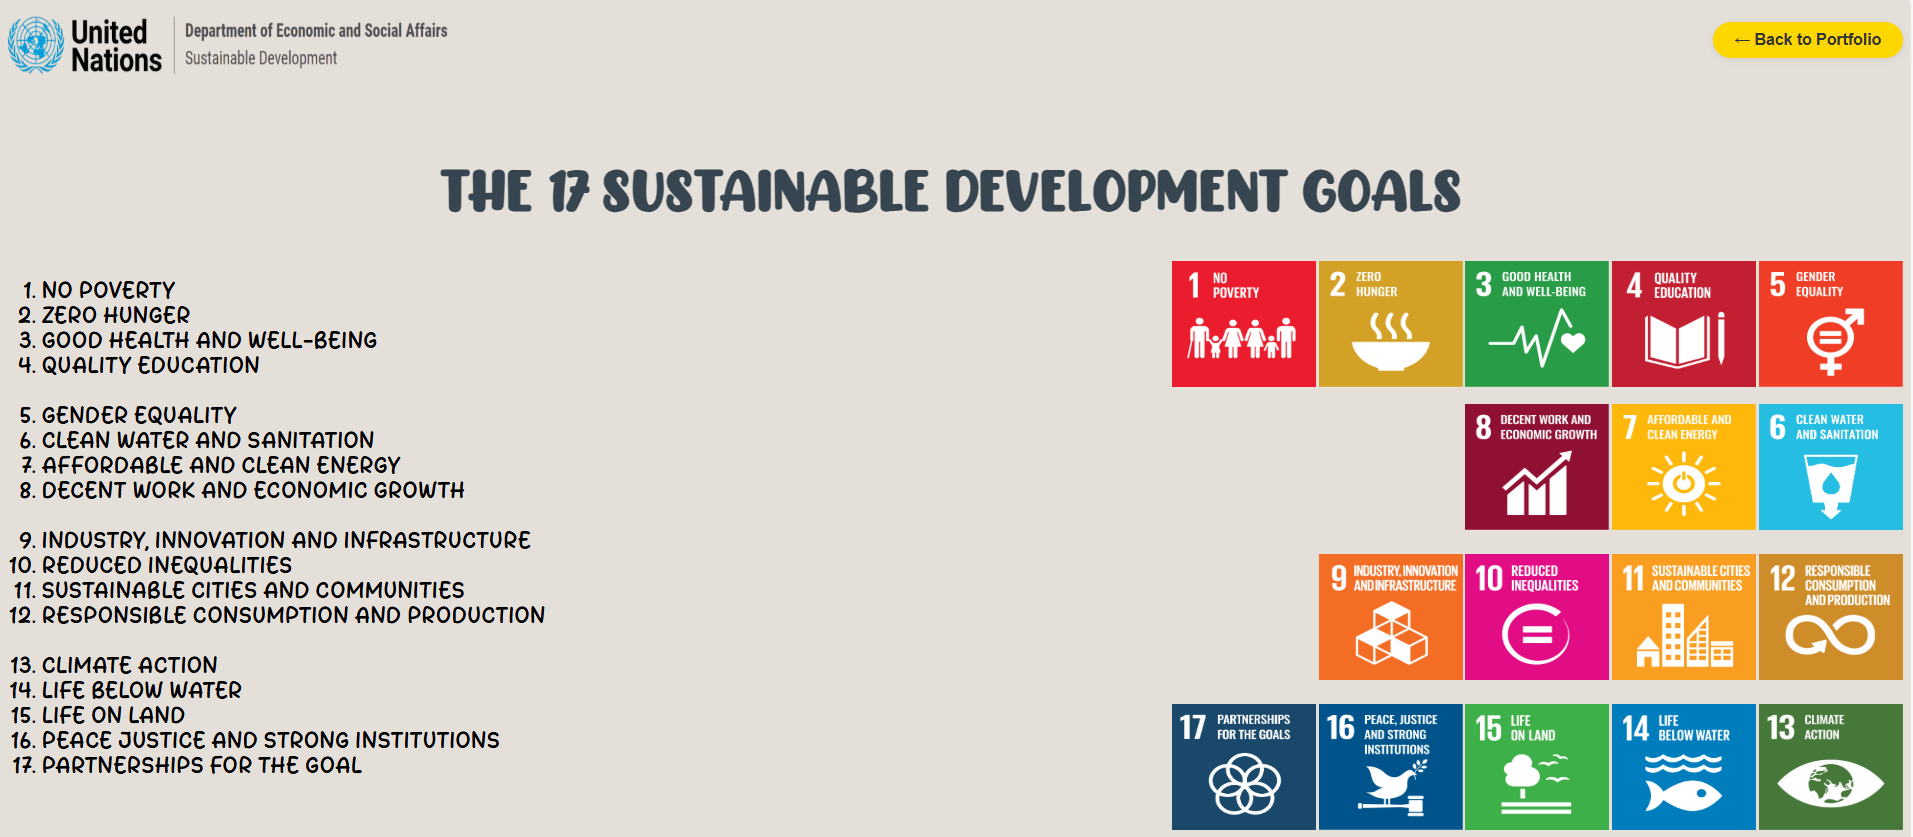 United
Nations
Department of Economic and Social Affairs
Sustainable Development
← Back to Portfolio
THE 17 SUSTAINABLE DEVELOPMENT GOALS
1. NO POVERTY
2. ZERO HUNGER
3. GOOD HEALTH AND WELL-BEING
4. QUALITY EDUCATION
5. GENDER EQUALITY
6. CLEAN WATER AND SANITATION
7. AFFORDABLE AND CLEAN ENERGY
8. DECENT WORK AND ECONOMIC GROWTH
9. INDUSTRY, INNOVATION AND INFRASTRUCTURE
10. REDUCED INEQUALITIES
11. SUSTAINABLE CITIES AND COMMUNITIES
12. RESPONSIBLE CONSUMPTION AND PRODUCTION
13. CLIMATE ACTION
14. LIFE BELOW WATER
15. LIFE ON LAND
16. PEACE JUSTICE AND STRONG INSTITUTIONS
17. PARTNERSHIPS FOR THE GOAL
1 NO
POVERTY
2 ZERO
HUNGER
3 GOOD HEALTH
AND WELL-BEING
4 QUALITY
EDUCATION
5 GENDER
EQUALITY
8 DECENT WORK AND
ECONOMIC GROWTH
7 AFFORDABLE AND
CLEAN ENERGY
6 CLEAN WATER
AND SANITATION
9 INDUSTRY, INNOVATION
AND INFRASTRUCTURE
10 REDUCED
INEQUALITIES
11 SUSTAINABLE CITIES
AND COMMUNITIES
12 RESPONSIBLE
CONSUMPTION
AND PRODUCTION
17 PARTNERSHIPS
FOR THE GOALS
16 PEACE, JUSTICE
AND STRONG
INSTITUTIONS
15 LIFE
ON LAND
14 LIFE
BELOW WATER
13 CLIMATE
ACTION